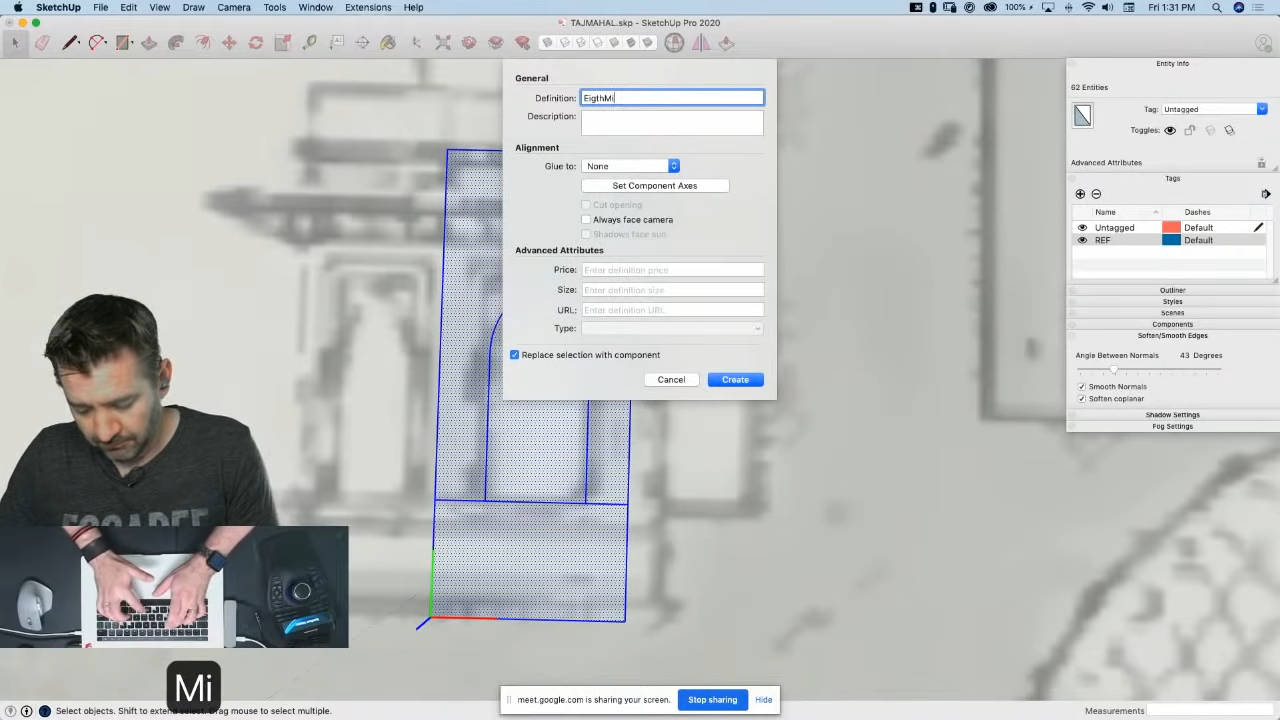 SketchUp File Edit View Camera Draw Tools Window Extensions Help 100% Fri 1:31 PM
TAJMAHAL.skp - SketchUp Pro 2020
General
Definition: EigthMi
Description:
Alignment
Glue to: None
Set Component Axes
Cut opening
Always face camera
Shadows face sun
Advanced Attributes
Price: Enter definition price
Size: Enter definition size
URL: Enter definition URL
Type:
Replace selection with component
Cancel Create
Entity Info
62 Entities
Tag: Untagged
Toggles:
Advanced Attributes
Tags
Name Dashes
Untagged Default
REF Default
Outliner
Styles
Scenes
Components
Soften/Smooth Edges
Angle Between Normals 43 Degrees
Smooth Normals
Soften coplanar
Shadow Settings
Fog Settings
Mi
meet.google.com is sharing your screen. Stop sharing Hide
Select objects. Shift to extend select. Drag mouse to select multiple.
Measurements